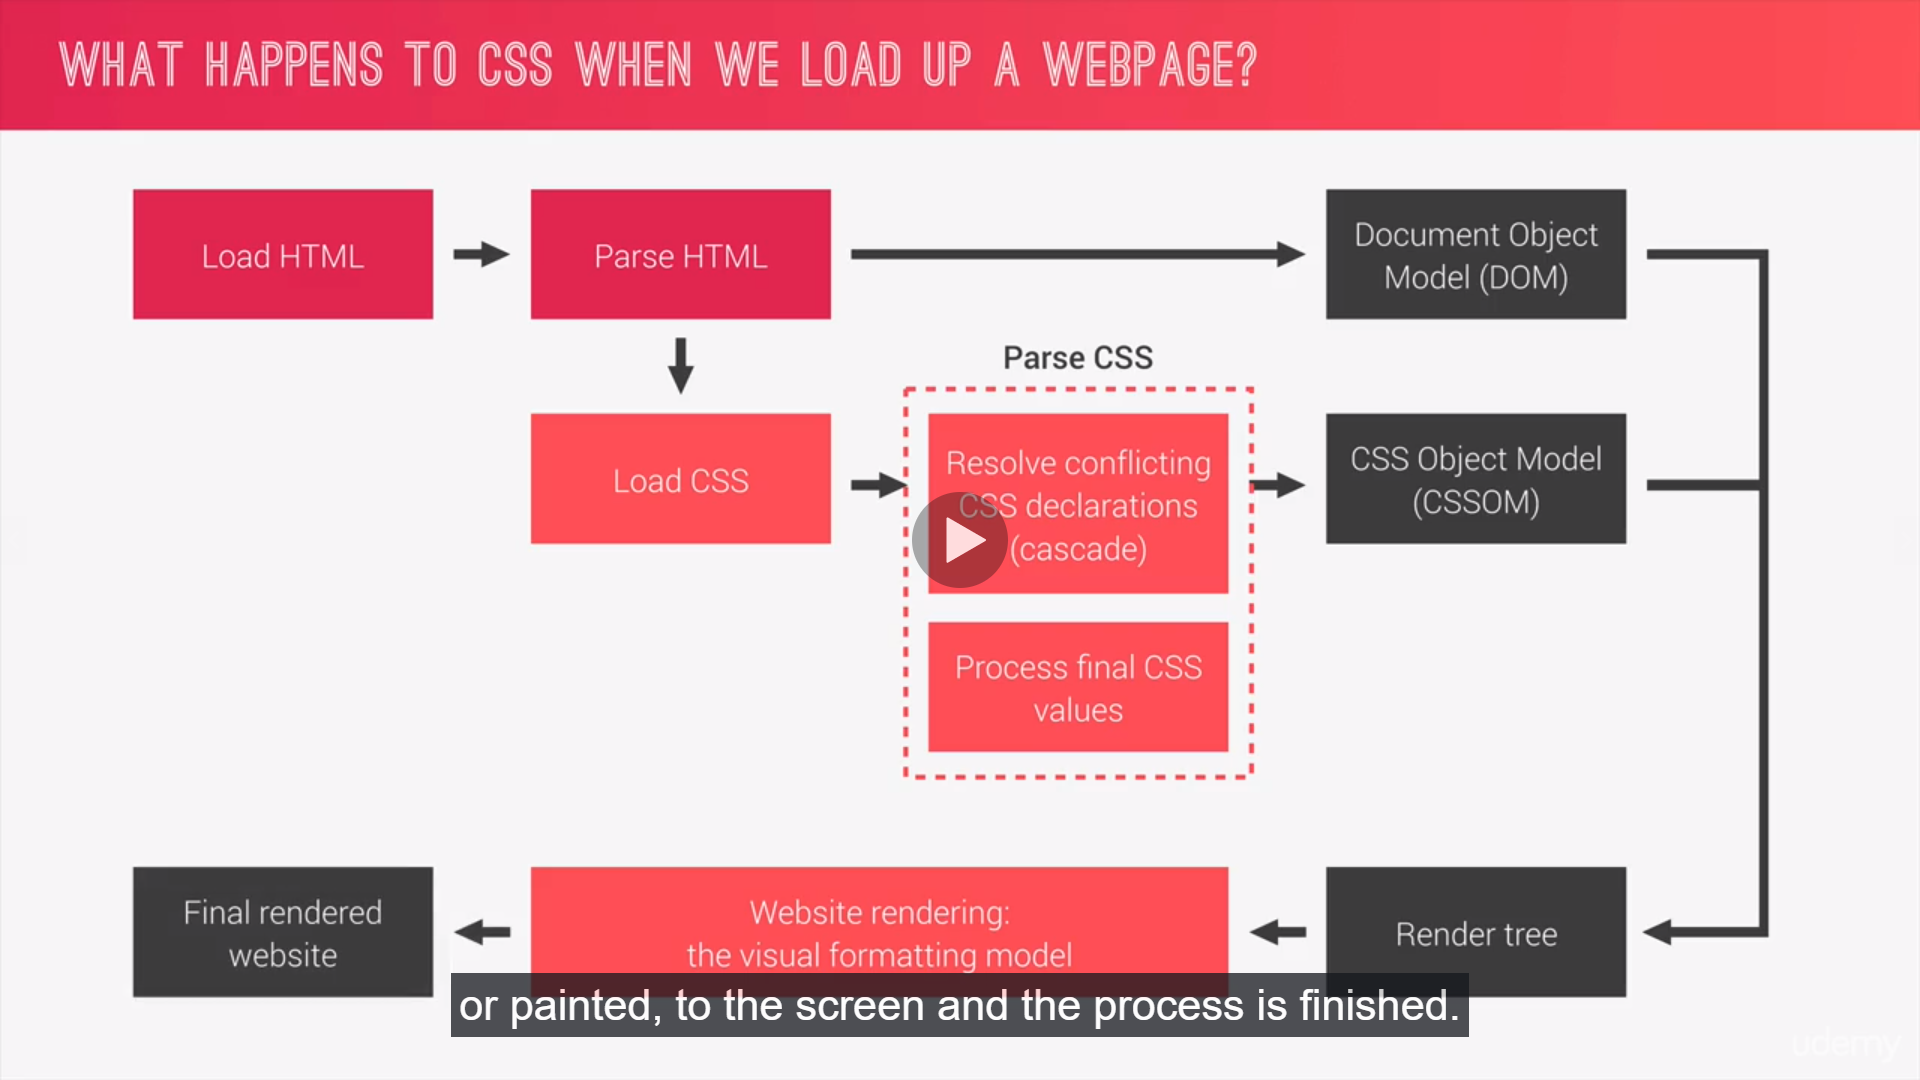 WHAT HAPPENS TO CSS WHEN WE LOAD UP A WEBPAGE?
Load HTML
Parse HTML
Document Object
Model (DOM)
Parse CSS
Load CSS
Resolve conflicting
CSS declarations
(cascade)
CSS Object Model
(CSSOM)
Process final CSS
values
Final rendered
website
Website rendering:
the visual formatting model
Render tree
or painted, to the screen and the process is finished.
udemy